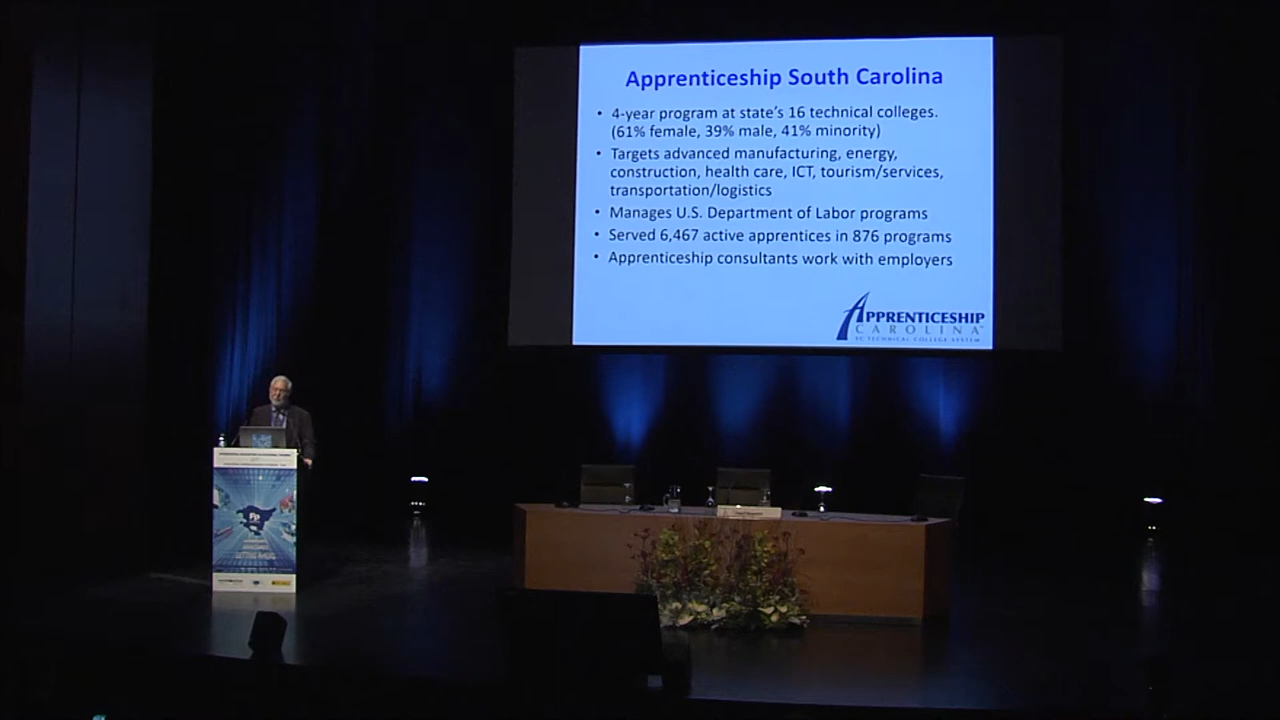 Apprenticeship South Carolina
• 4-year program at state's 16 technical colleges.
(61% female, 39% male, 41% minority)
• Targets advanced manufacturing, energy,
construction, health care, ICT, tourism/services,
transportation/logistics
• Manages U.S. Department of Labor programs
• Served 6,467 active apprentices in 876 programs
• Apprenticeship consultants work with employers
APPRENTICESHIP
CAROLINA™
SC TECHNICAL COLLEGE SYSTEM